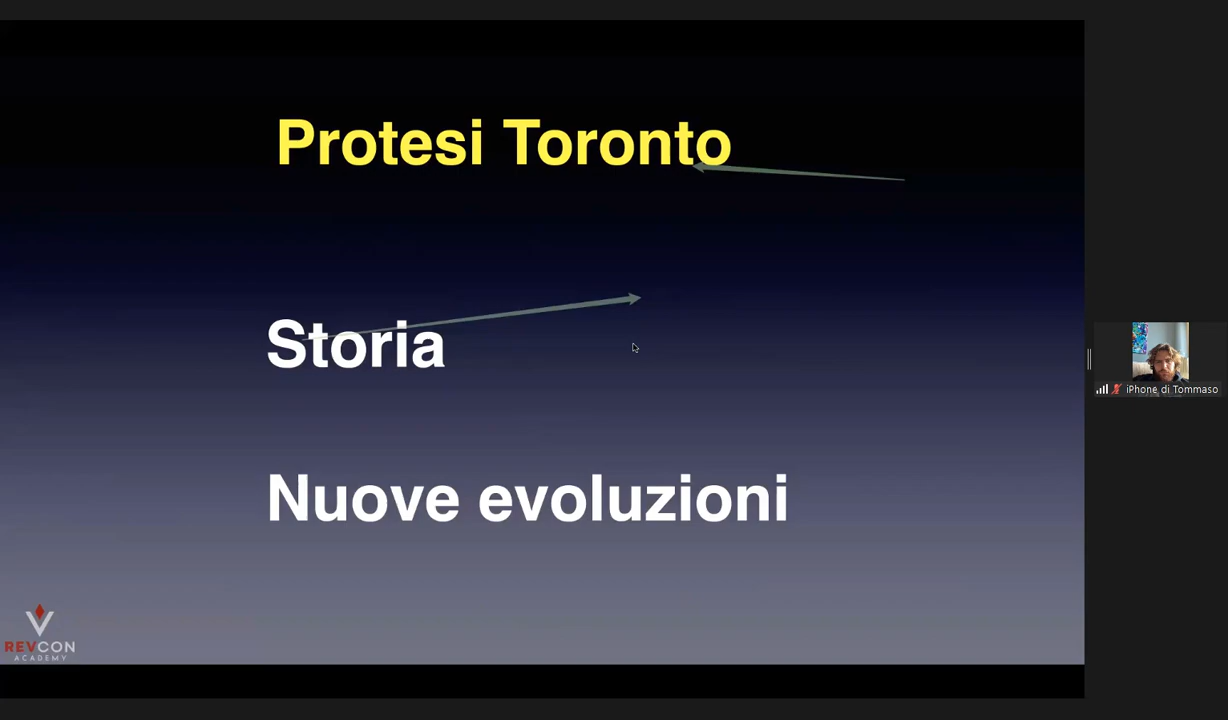 Protesi Toronto
Storia
Nuove evoluzioni
iPhone di Tommaso
REVCON
ACADEMY